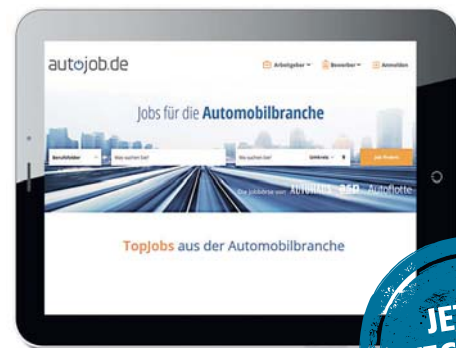 autojob.de
Arbeitgeber Bewerber Anmelden
Jobs für die Automobilbranche
Berufsfelder Was suchen Sie? Wo suchen Sie? Umkreis Job finden
Die Jobbörse von AUTOHAUS asp Autoflotte
TopJobs aus der Automobilbranche